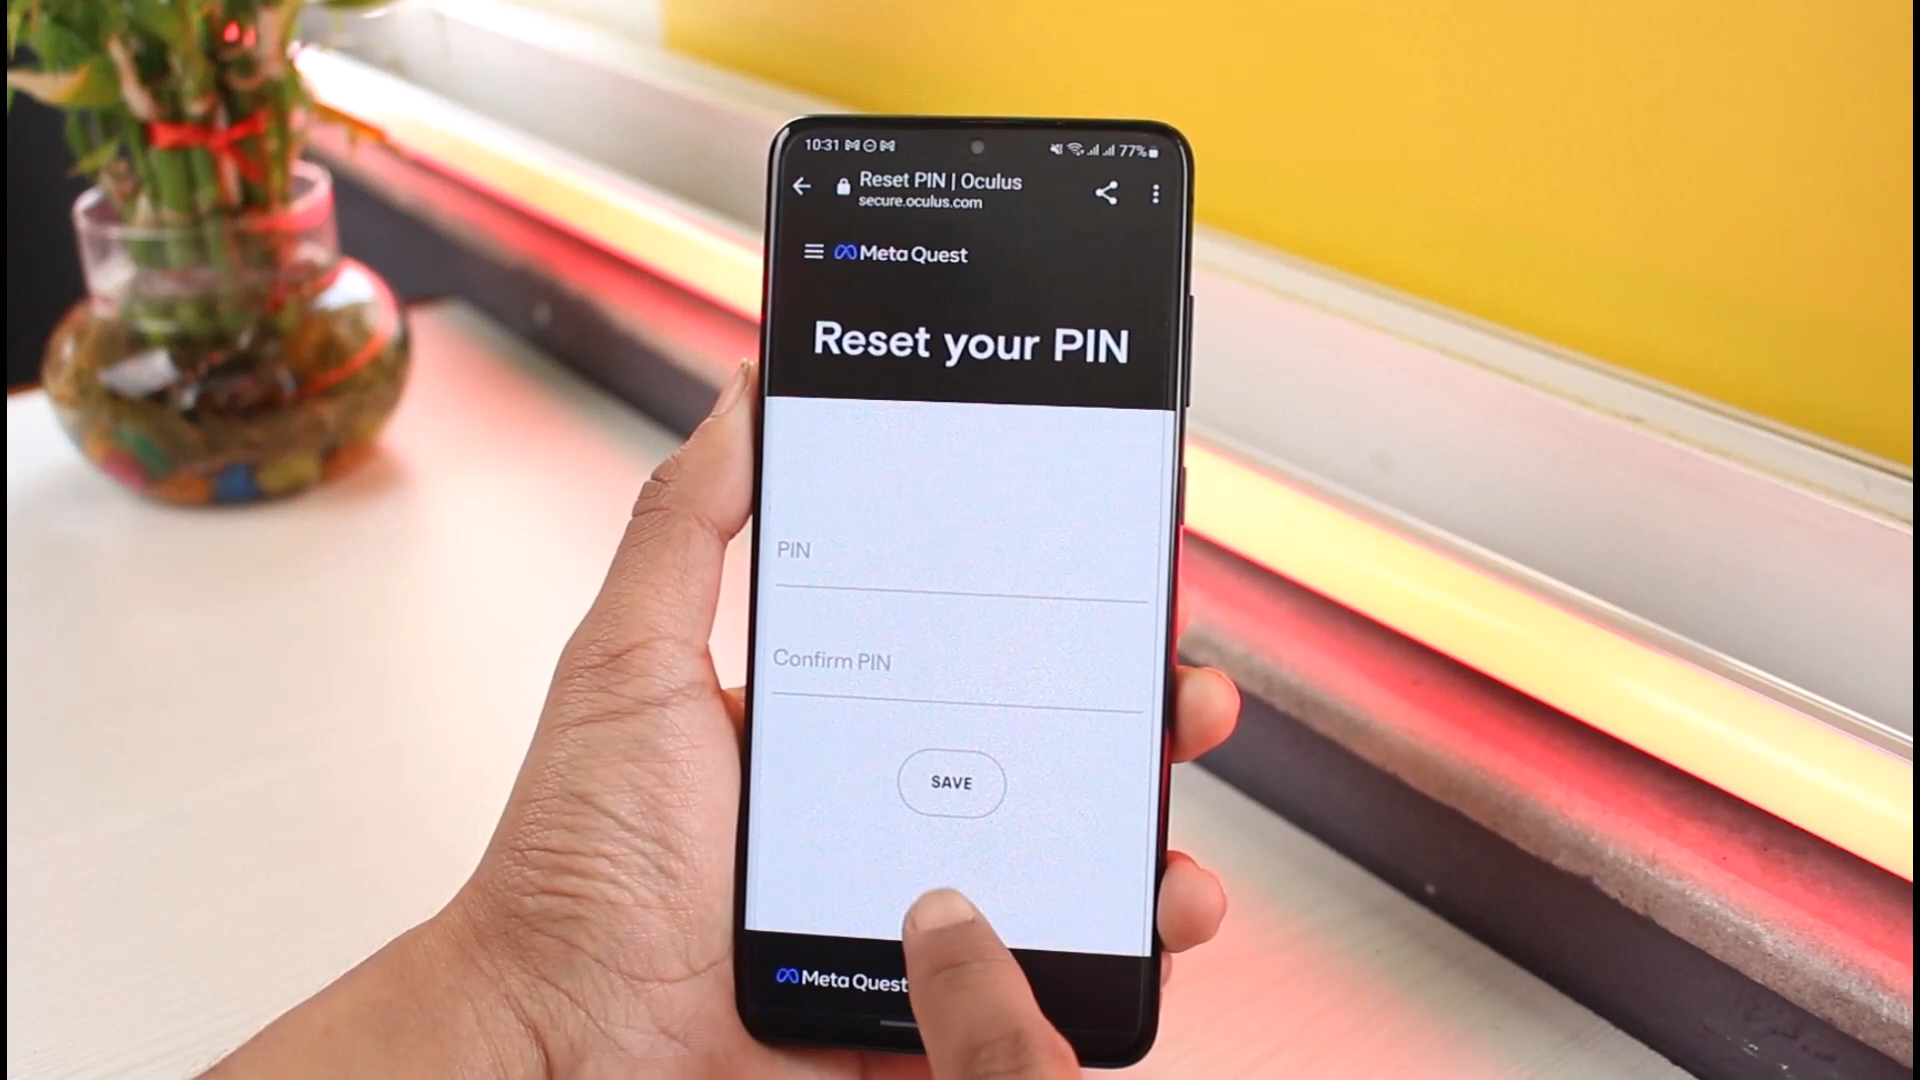 10:31 77%
Reset PIN | Oculus
secure.oculus.com
Meta Quest
Reset your PIN
PIN
Confirm PIN
SAVE
Meta Quest